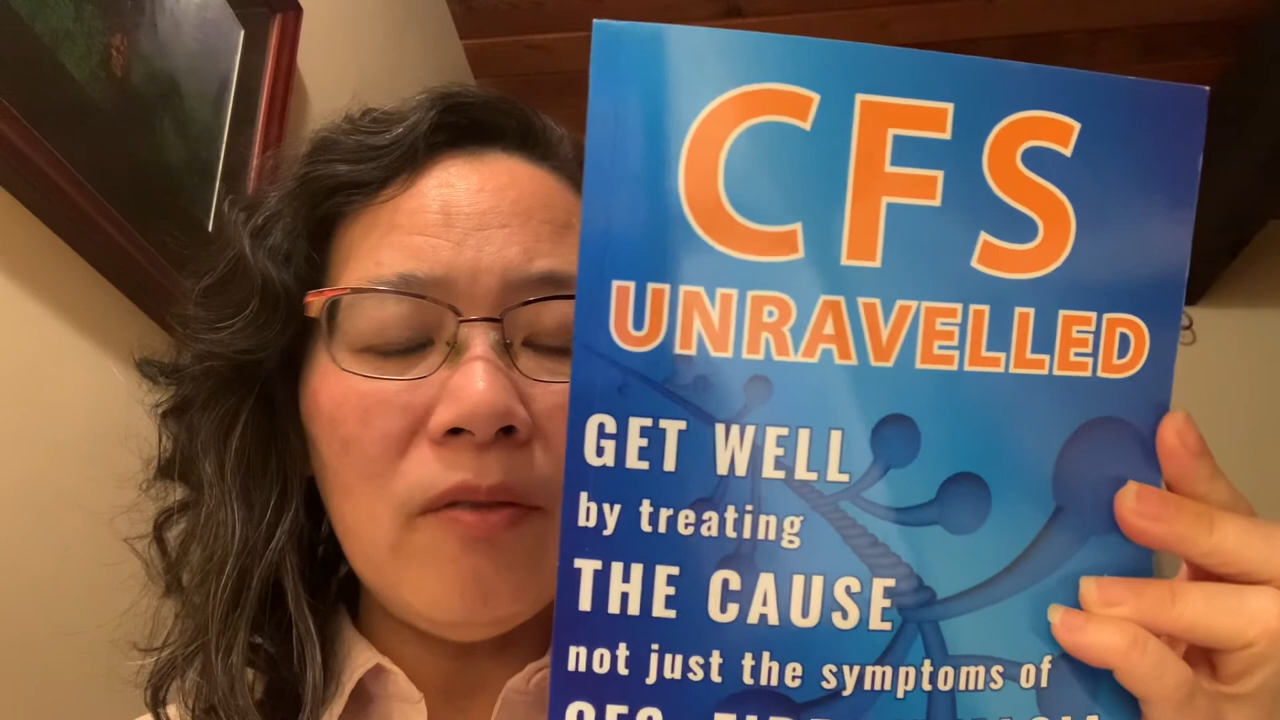 CFS
UNRAVELLED
GET WELL
by treating
THE CAUSE
not just the symptoms of